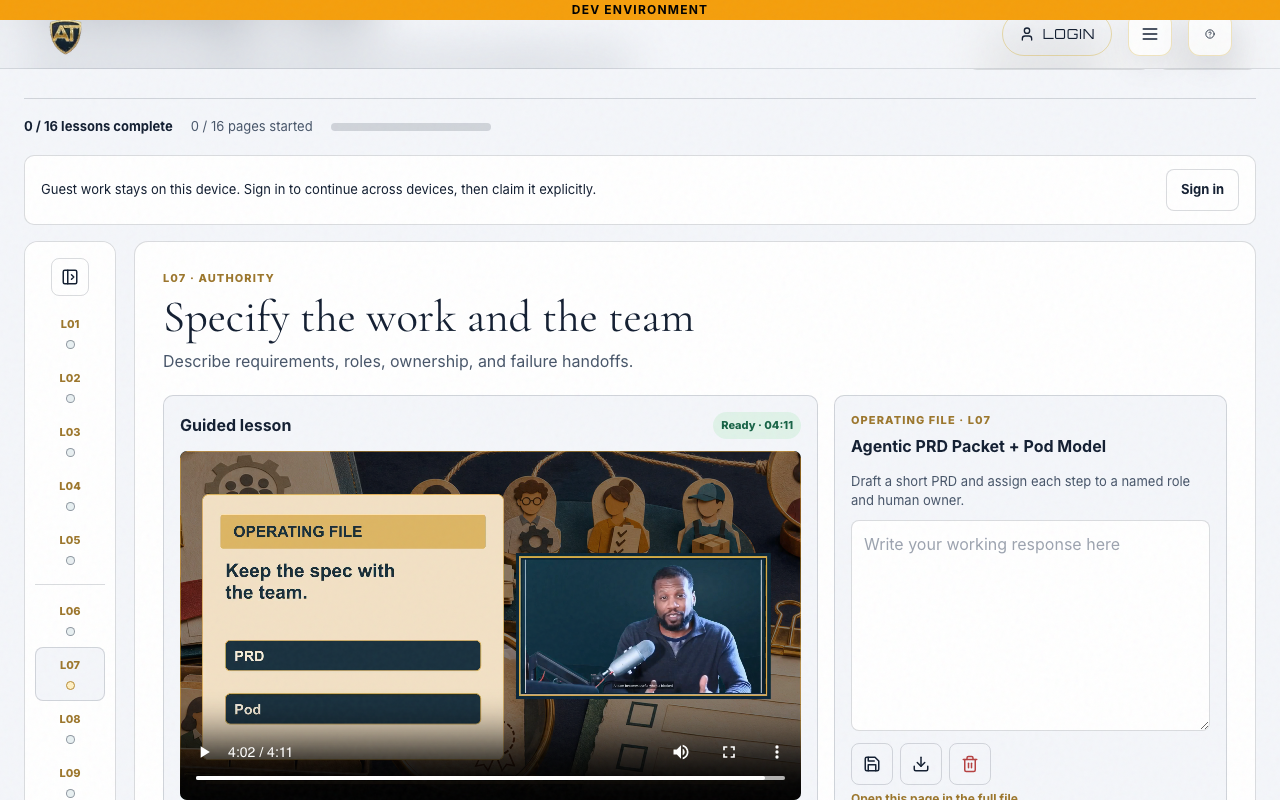 DEV ENVIRONMENT
AT
LOGIN
0 / 16 lessons complete
0 / 16 pages started
Guest work stays on this device. Sign in to continue across devices, then claim it explicitly.
Sign in
L01
L02
L03
L04
L05
L06
L07
L08
L09
L07 · AUTHORITY
Specify the work and the team
Describe requirements, roles, ownership, and failure handoffs.
Guided lesson
Ready · 04:11
OPERATING FILE
Keep the spec with
the team.
PRD
Pod
4:02 / 4:11
OPERATING FILE · L07
Agentic PRD Packet + Pod Model
Draft a short PRD and assign each step to a named role
and human owner.
Write your working response here
Open this page in the full file